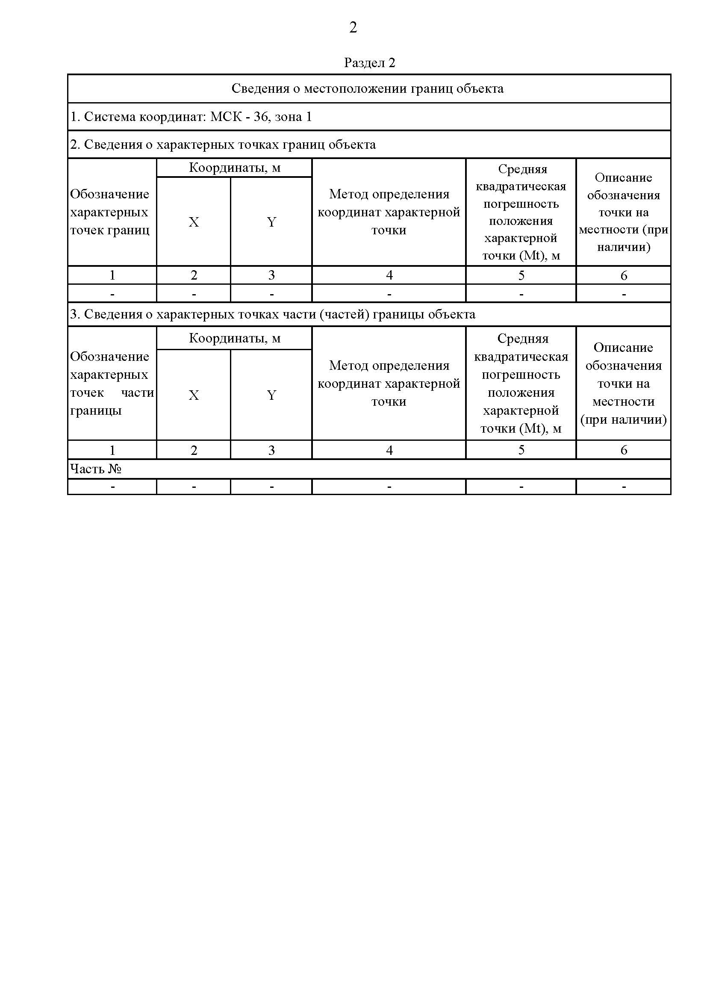 2
Раздел 2
Сведения о местоположении границ объекта
1. Система координат: МСК - 36, зона 1
2. Сведения о характерных точках границ объекта
Обозначение
характерных
точек границ
Координаты, м
X
Y
Метод определения
координат характерной
точки
Средняя
квадратическая
погрешность
положения
характерной
точки (Mt), м
Описание
обозначения
точки на
местности (при
наличии)
1 2 3 4 5 6
- - - - - -
3. Сведения о характерных точках части (частей) границы объекта
Обозначение
характерных
точек части
границы
Координаты, м
X
Y
Метод определения
координат характерной
точки
Средняя
квадратическая
погрешность
положения
характерной
точки (Mt), м
Описание
обозначения
точки на
местности
(при наличии)
1 2 3 4 5 6
Часть №
- - - - - -